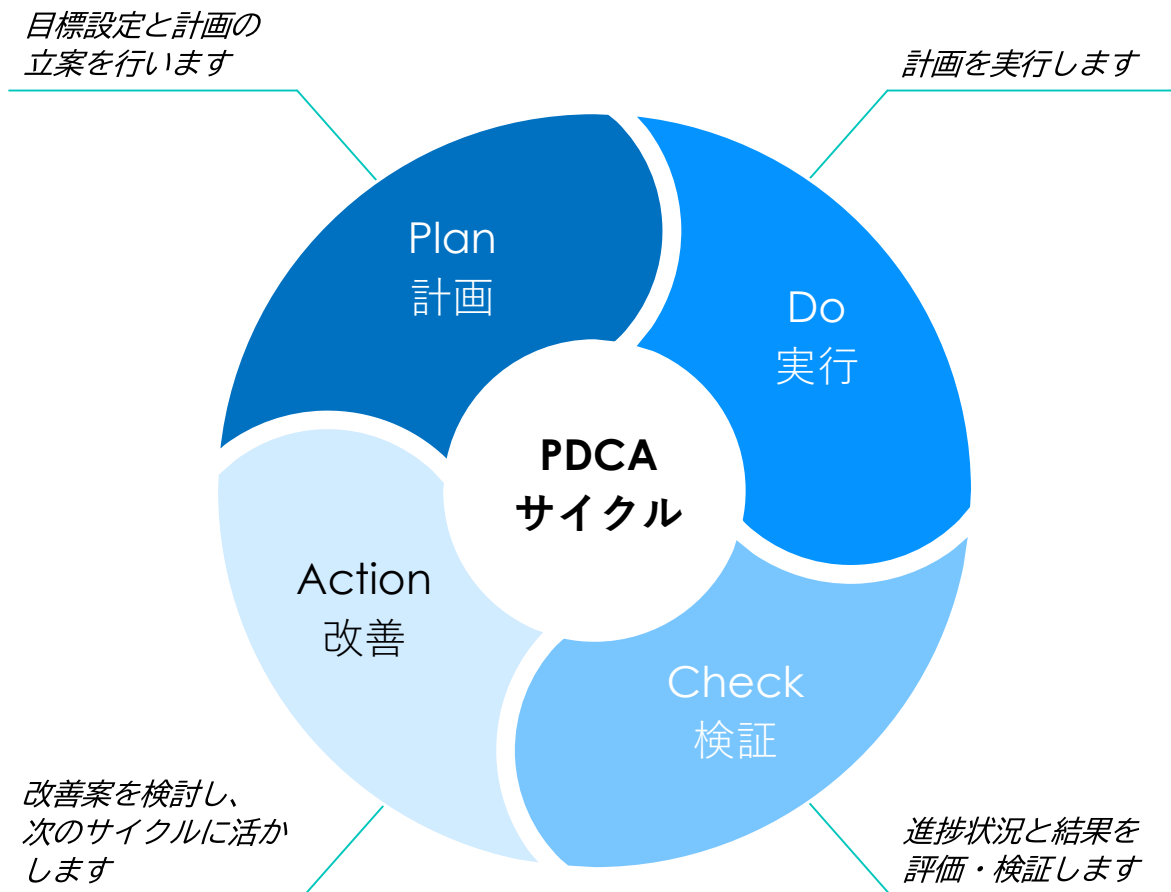 目標設定と計画の
立案を行います
計画を実行します
Plan
計画
Do
実行
PDCA
サイクル
Action
改善
Check
検証
改善案を検討し、
次のサイクルに活か
します
進捗状況と結果を
評価・検証します